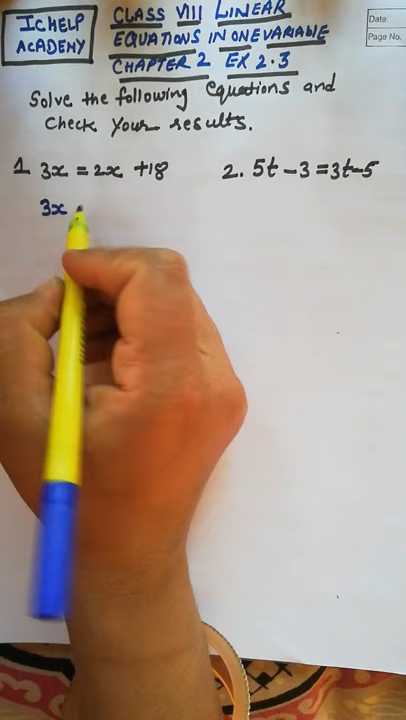 ICHELP
ACADEMY
CLASS VII LINEAR
EQUATIONS IN ONE VARIABLE
CHAPTER 2 EX 2.3
Date:
Page No.
Solve the following equations and
check your results.
1. 3x = 2x + 18
2. 5t - 3 = 3t - 5
3x